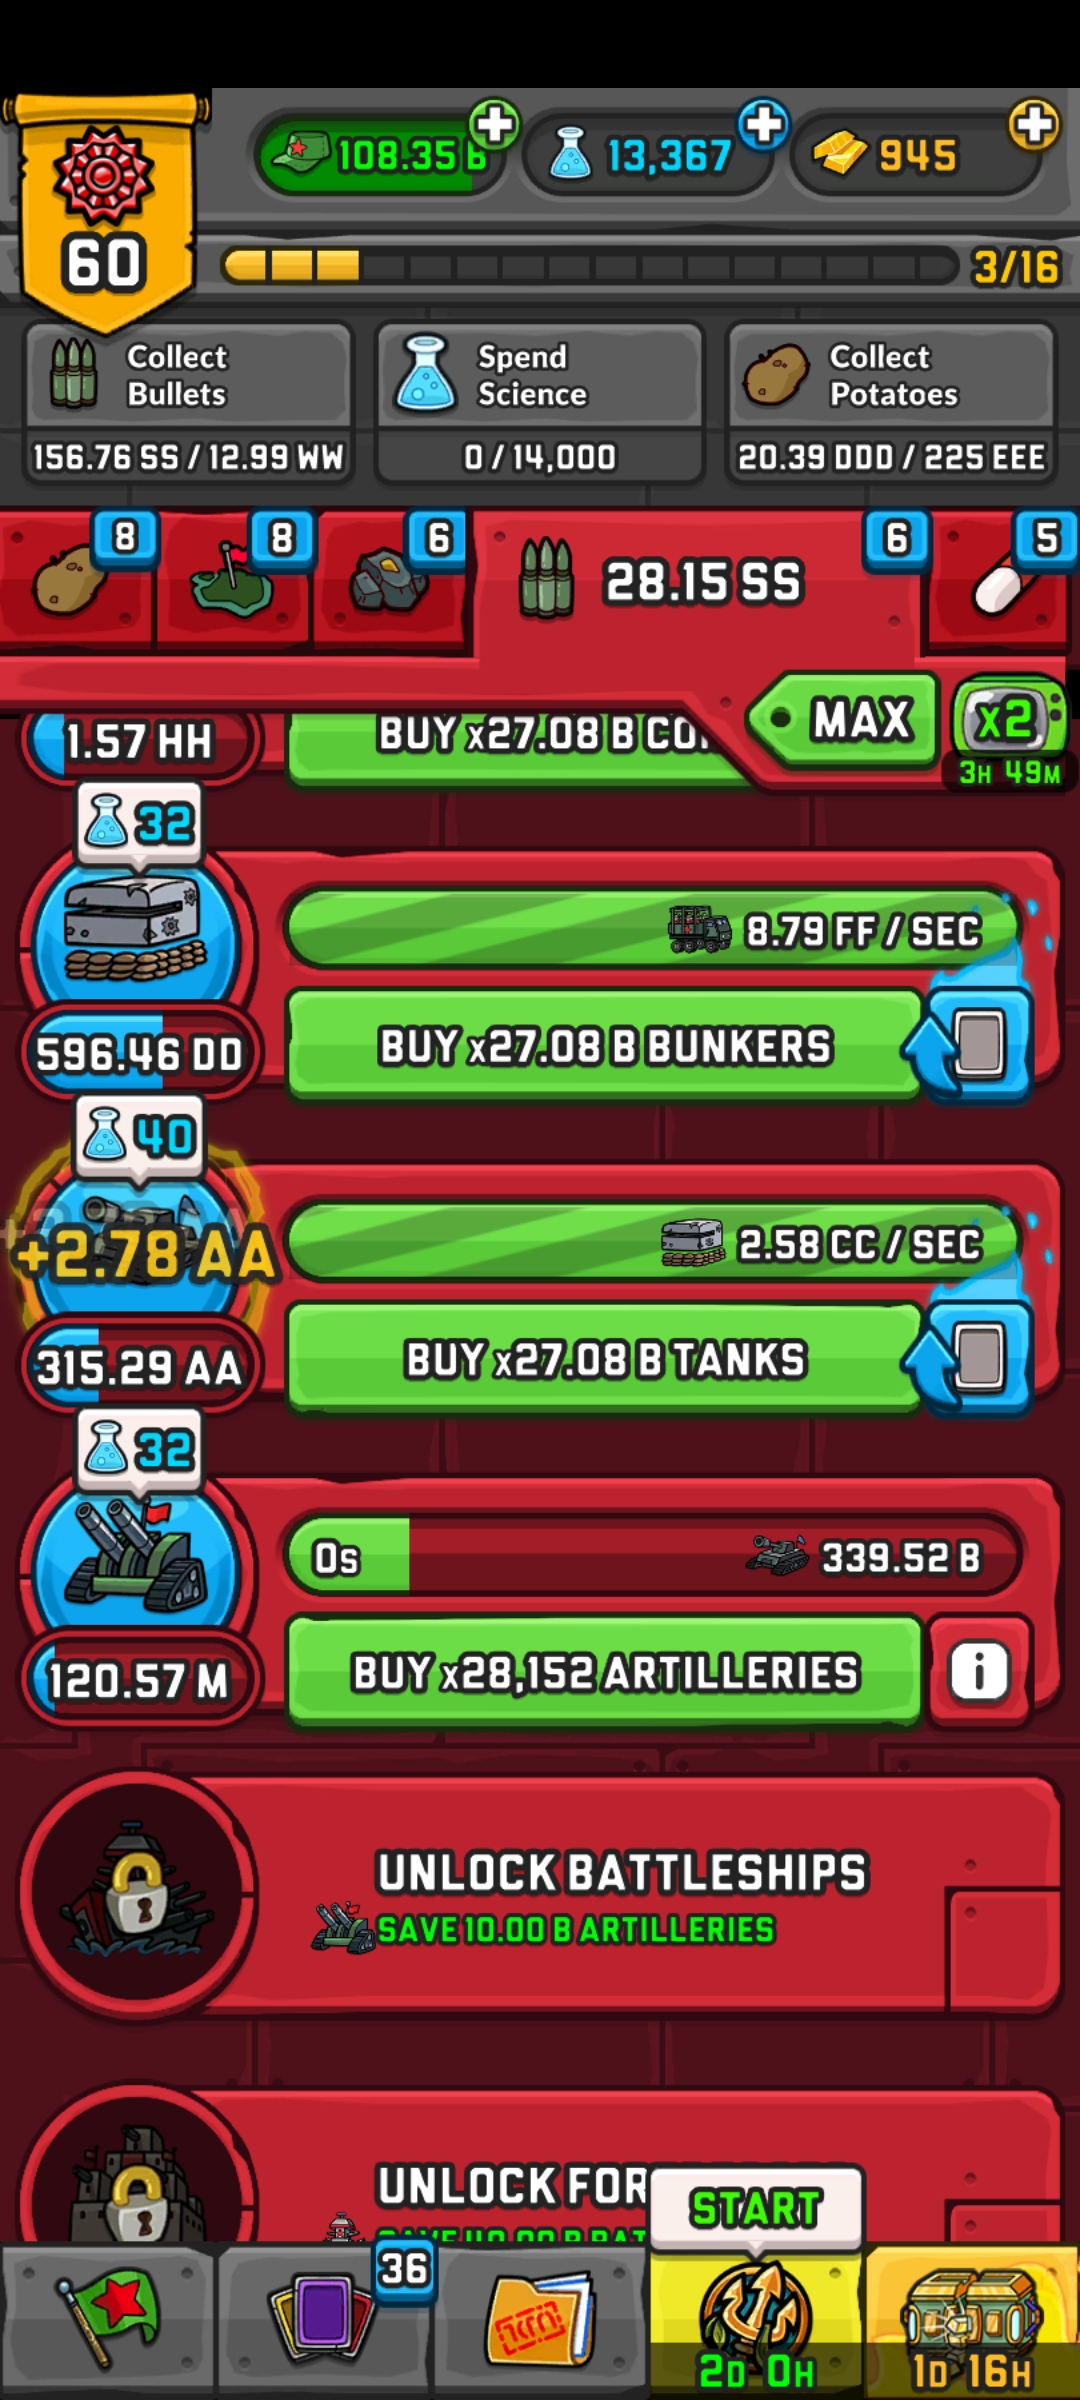 108.35 B
13,367
945
60
3/16
Collect
Bullets
Spend
Science
Collect
Potatoes
156.76 SS / 12.99 WW
0 / 14,000
20.39 DDD / 225 EEE
8
8
6
28.15 SS
6
5
1.57 HH
BUY x27.08 B
MAX
x2
3H 49M
32
8.79 FF / SEC
596.46 DD
BUY x27.08 B BUNKERS
40
+2.78 AA
2.58 CC / SEC
315.29 AA
BUY x27.08 B TANKS
32
0s
339.52 B
120.57 M
BUY x28,152 ARTILLERIES
i
UNLOCK BATTLESHIPS
SAVE 10.00 B ARTILLERIES
UNLOCK
START
36
2D 0H
1D 16H